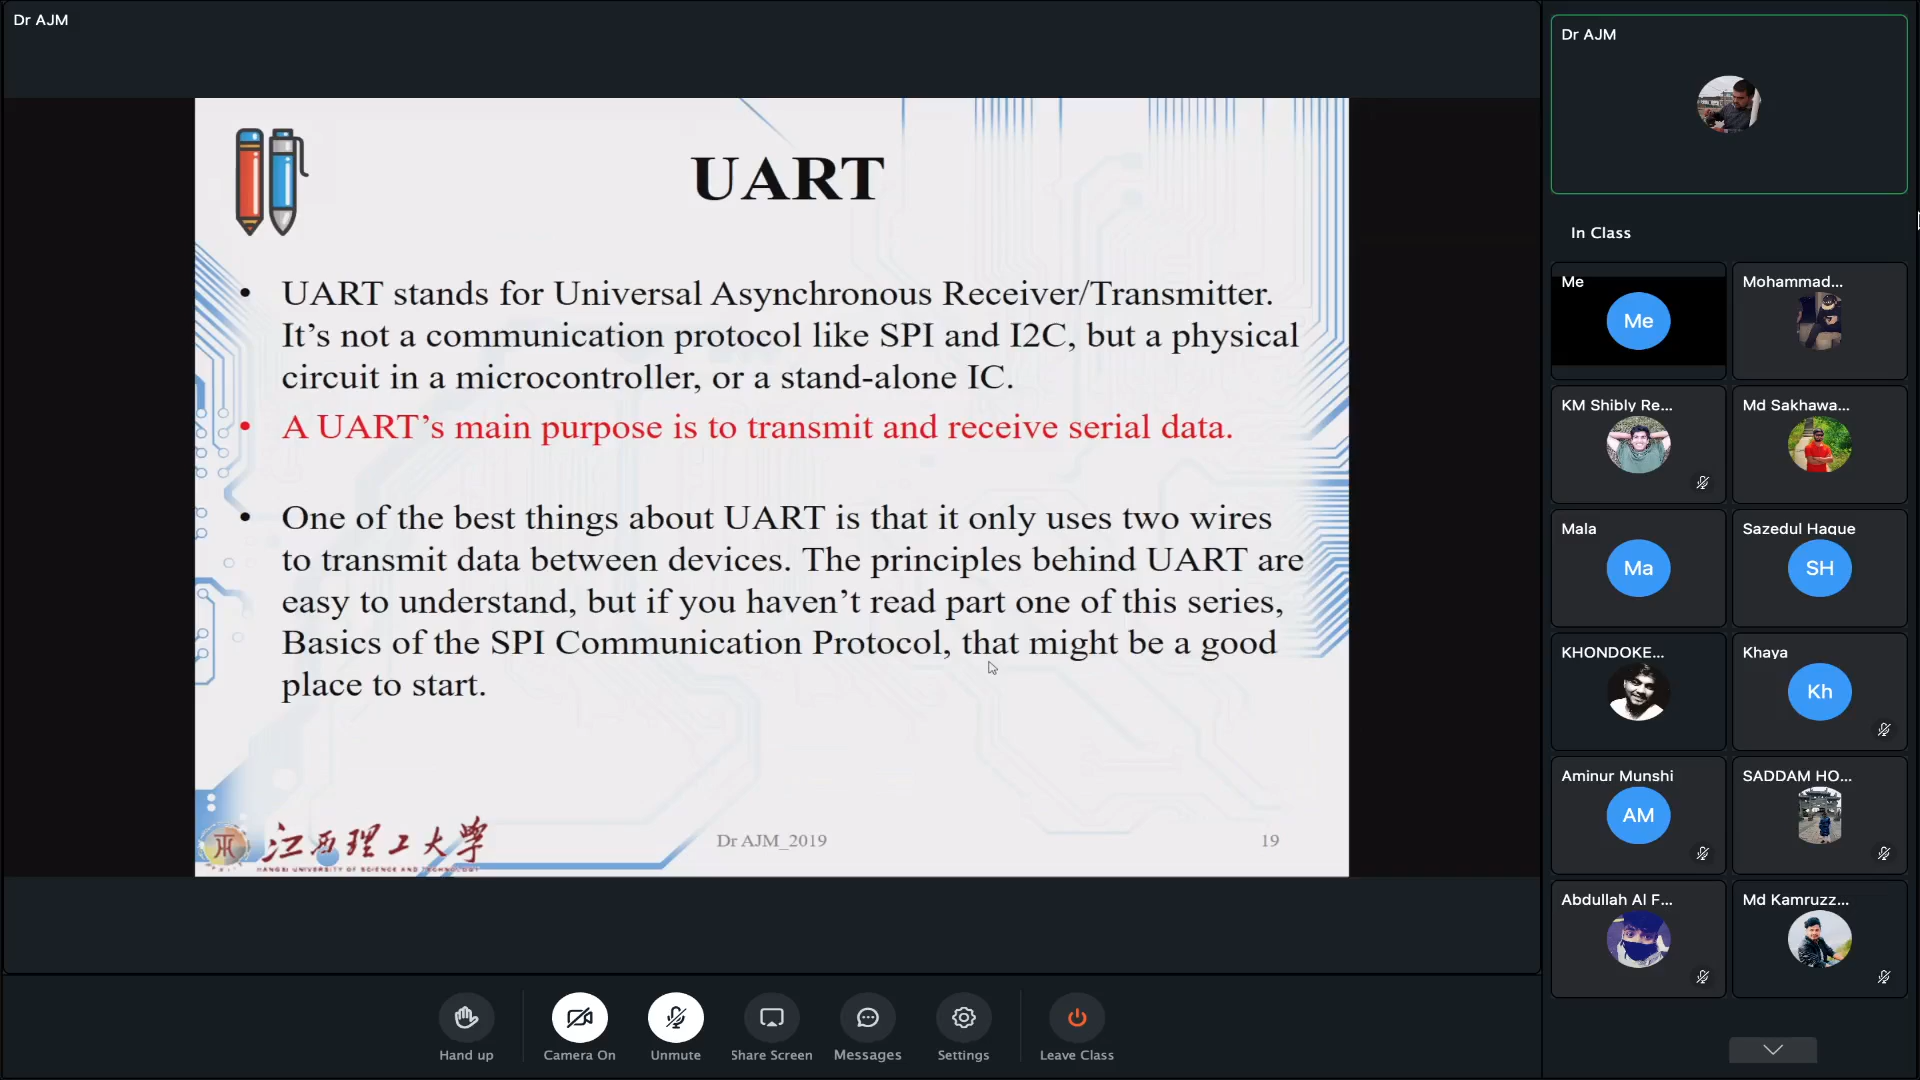 Dr AJM
UART
• UART stands for Universal Asynchronous Receiver/Transmitter.
It’s not a communication protocol like SPI and I2C, but a physical
circuit in a microcontroller, or a stand-alone IC.
• A UART’s main purpose is to transmit and receive serial data.
• One of the best things about UART is that it only uses two wires
to transmit data between devices. The principles behind UART are
easy to understand, but if you haven’t read part one of this series,
Basics of the SPI Communication Protocol, that might be a good
place to start.
江西理工大学
JIANGXI UNIVERSITY OF SCIENCE AND TECHNOLOGY
Dr AJM_2019
19
Hand up
Camera On
Unmute
Share Screen
Messages
Settings
Leave Class
Dr AJM
In Class
Me
Me
Mohammad...
KM Shibly Re...
Md Sakhawa...
Mala
Ma
Sazedul Haque
SH
KHONDOKE...
Khaya
Kh
Aminur Munshi
AM
SADDAM HO...
Abdullah Al F...
Md Kamruzz...